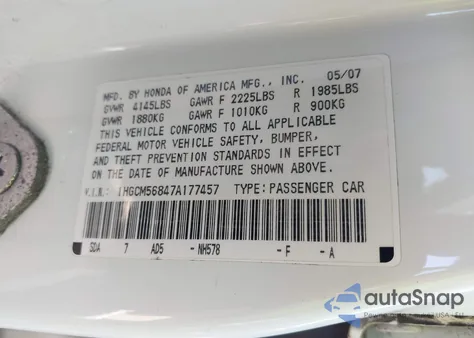 MFD. BY HONDA OF AMERICA MFG., INC. 05/07
GVWR 4145LBS GAWR F 2225LBS R 1985LBS
GVWR 1880KG GAWR F 1010KG R 900KG
THIS VEHICLE CONFORMS TO ALL APPLICABLE
FEDERAL MOTOR VEHICLE SAFETY, BUMPER,
AND THEFT PREVENTION STANDARDS IN EFFECT
ON THE DATE OF MANUFACTURE SHOWN ABOVE.
V.I.N.: 1HGCM56847A177457 TYPE: PASSENGER CAR
SDA 7 AD5 -NH578 -F -A
autoSnap